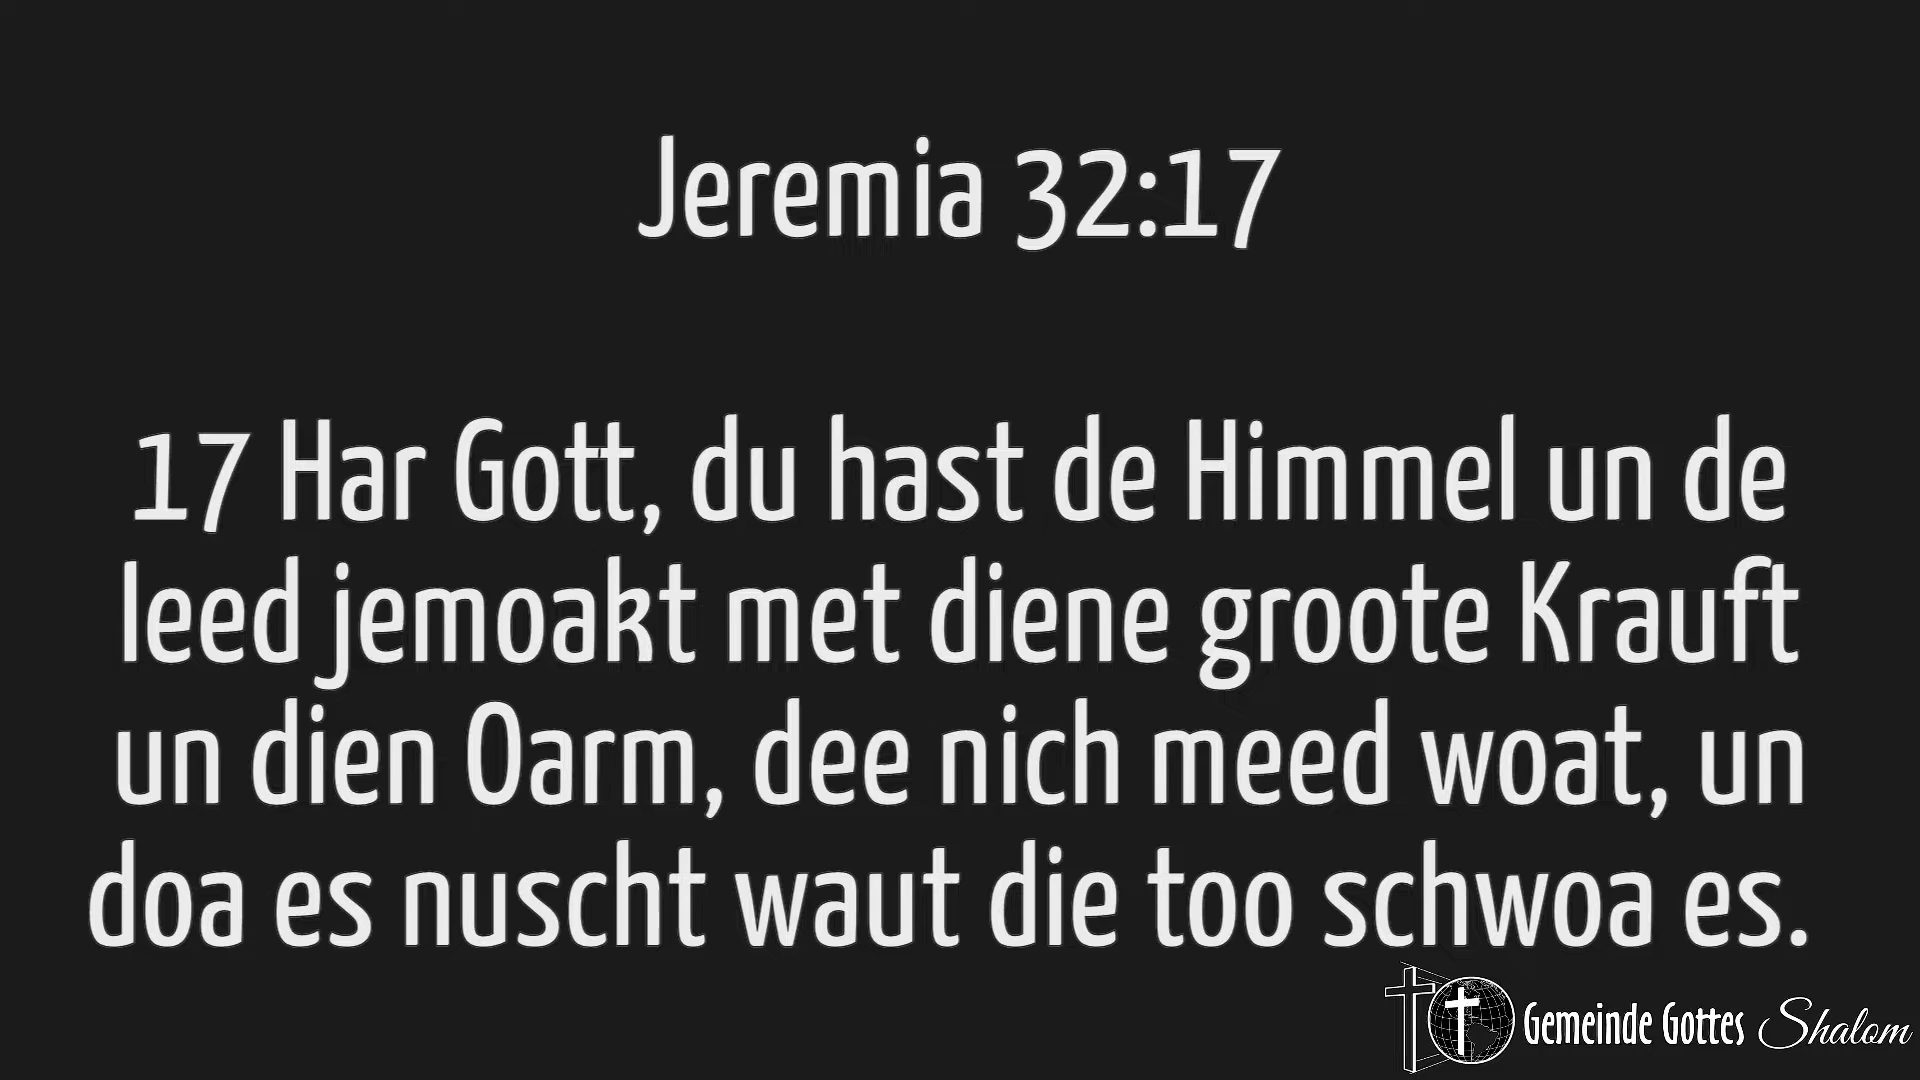 Jeremia 32:17
17 Har Gott, du hast de Himmel un de
leed jemoakt met diene groote Krauft
un dien Oarm, dee nich meed woat, un
doa es nuscht waut die too schwoa es.
Gemeinde Gottes Shalom